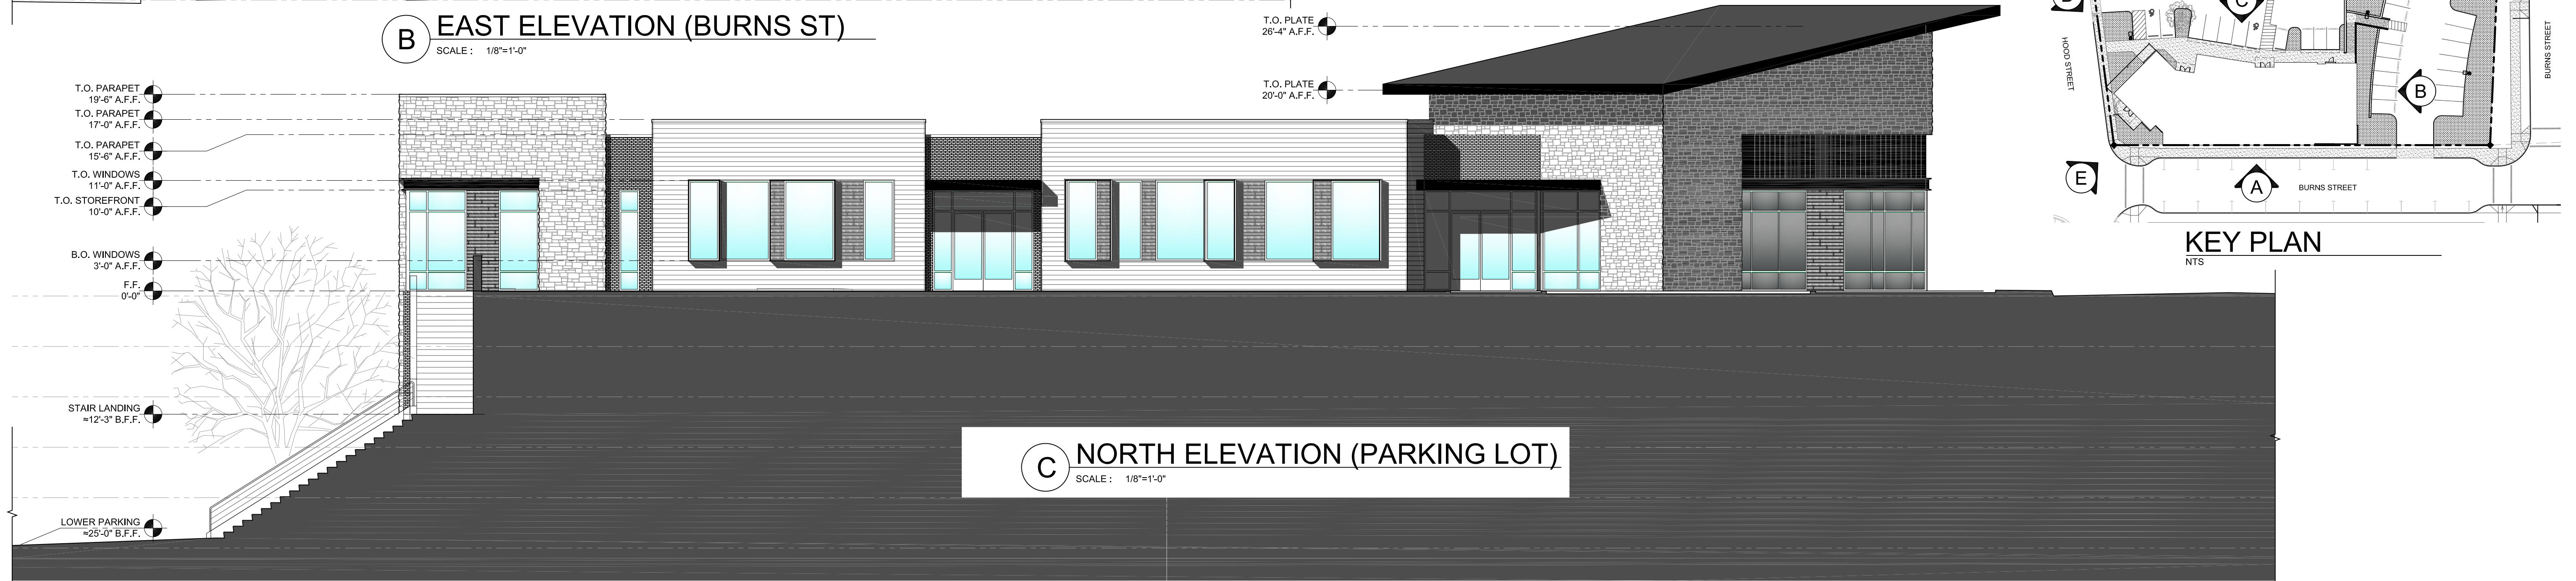 B
EAST ELEVATION (BURNS ST)
SCALE : 1/8"=1'-0"
T.O. PLATE
26'-4" A.F.F.
T.O. PLATE
20'-0" A.F.F.
T.O. PARAPET
19'-6" A.F.F.
T.O. PARAPET
17'-0" A.F.F.
T.O. PARAPET
15'-6" A.F.F.
T.O. WINDOWS
11'-0" A.F.F.
T.O. STOREFRONT
10'-0" A.F.F.
B.O. WINDOWS
3'-0" A.F.F.
F.F.
0'-0"
STAIR LANDING
≈12'-3" B.F.F.
LOWER PARKING
≈25'-0" B.F.F.
C
NORTH ELEVATION (PARKING LOT)
SCALE : 1/8"=1'-0"
D
C
HOOD STREET
BURNS STREET
B
E
A
BURNS STREET
KEY PLAN
NTS